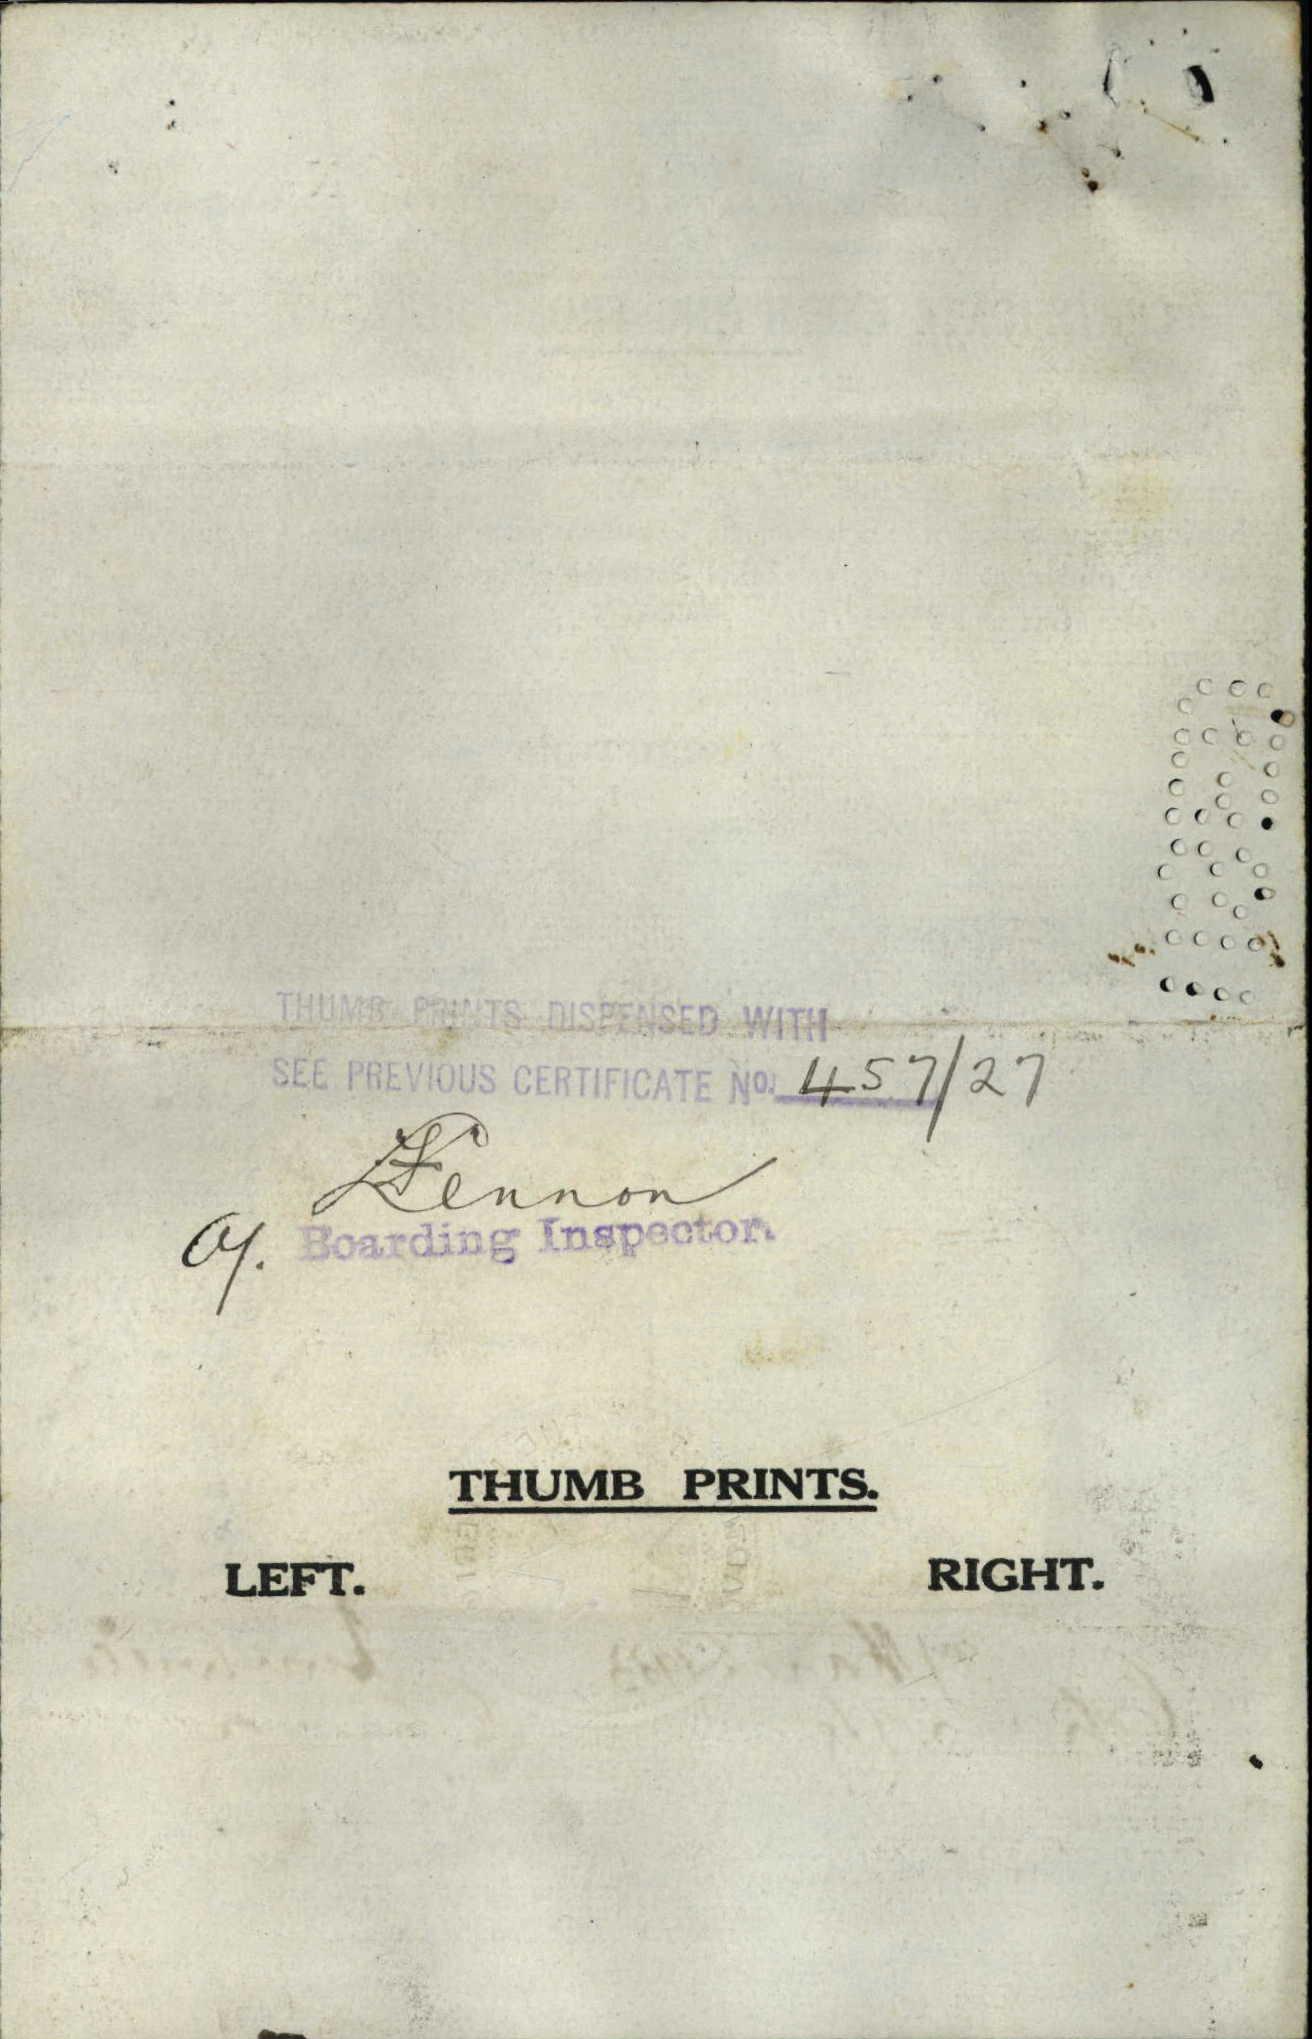 THUMB PRINTS DISPENSED WITH
SEE PREVIOUS CERTIFICATE No. 457/27
Lennon
Boarding Inspector.
THUMB PRINTS.
LEFT. RIGHT.